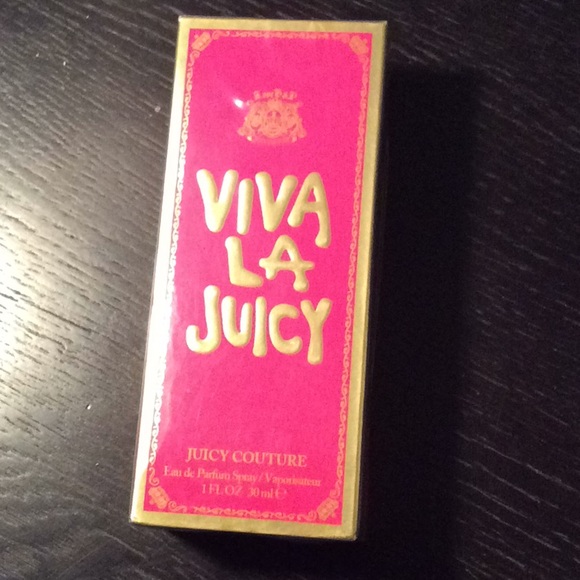 VIVA
LA
JUICY
JUICY COUTURE
Eau de Parfum Spray / Vaporisateur
1 FL OZ 30 ml ℮